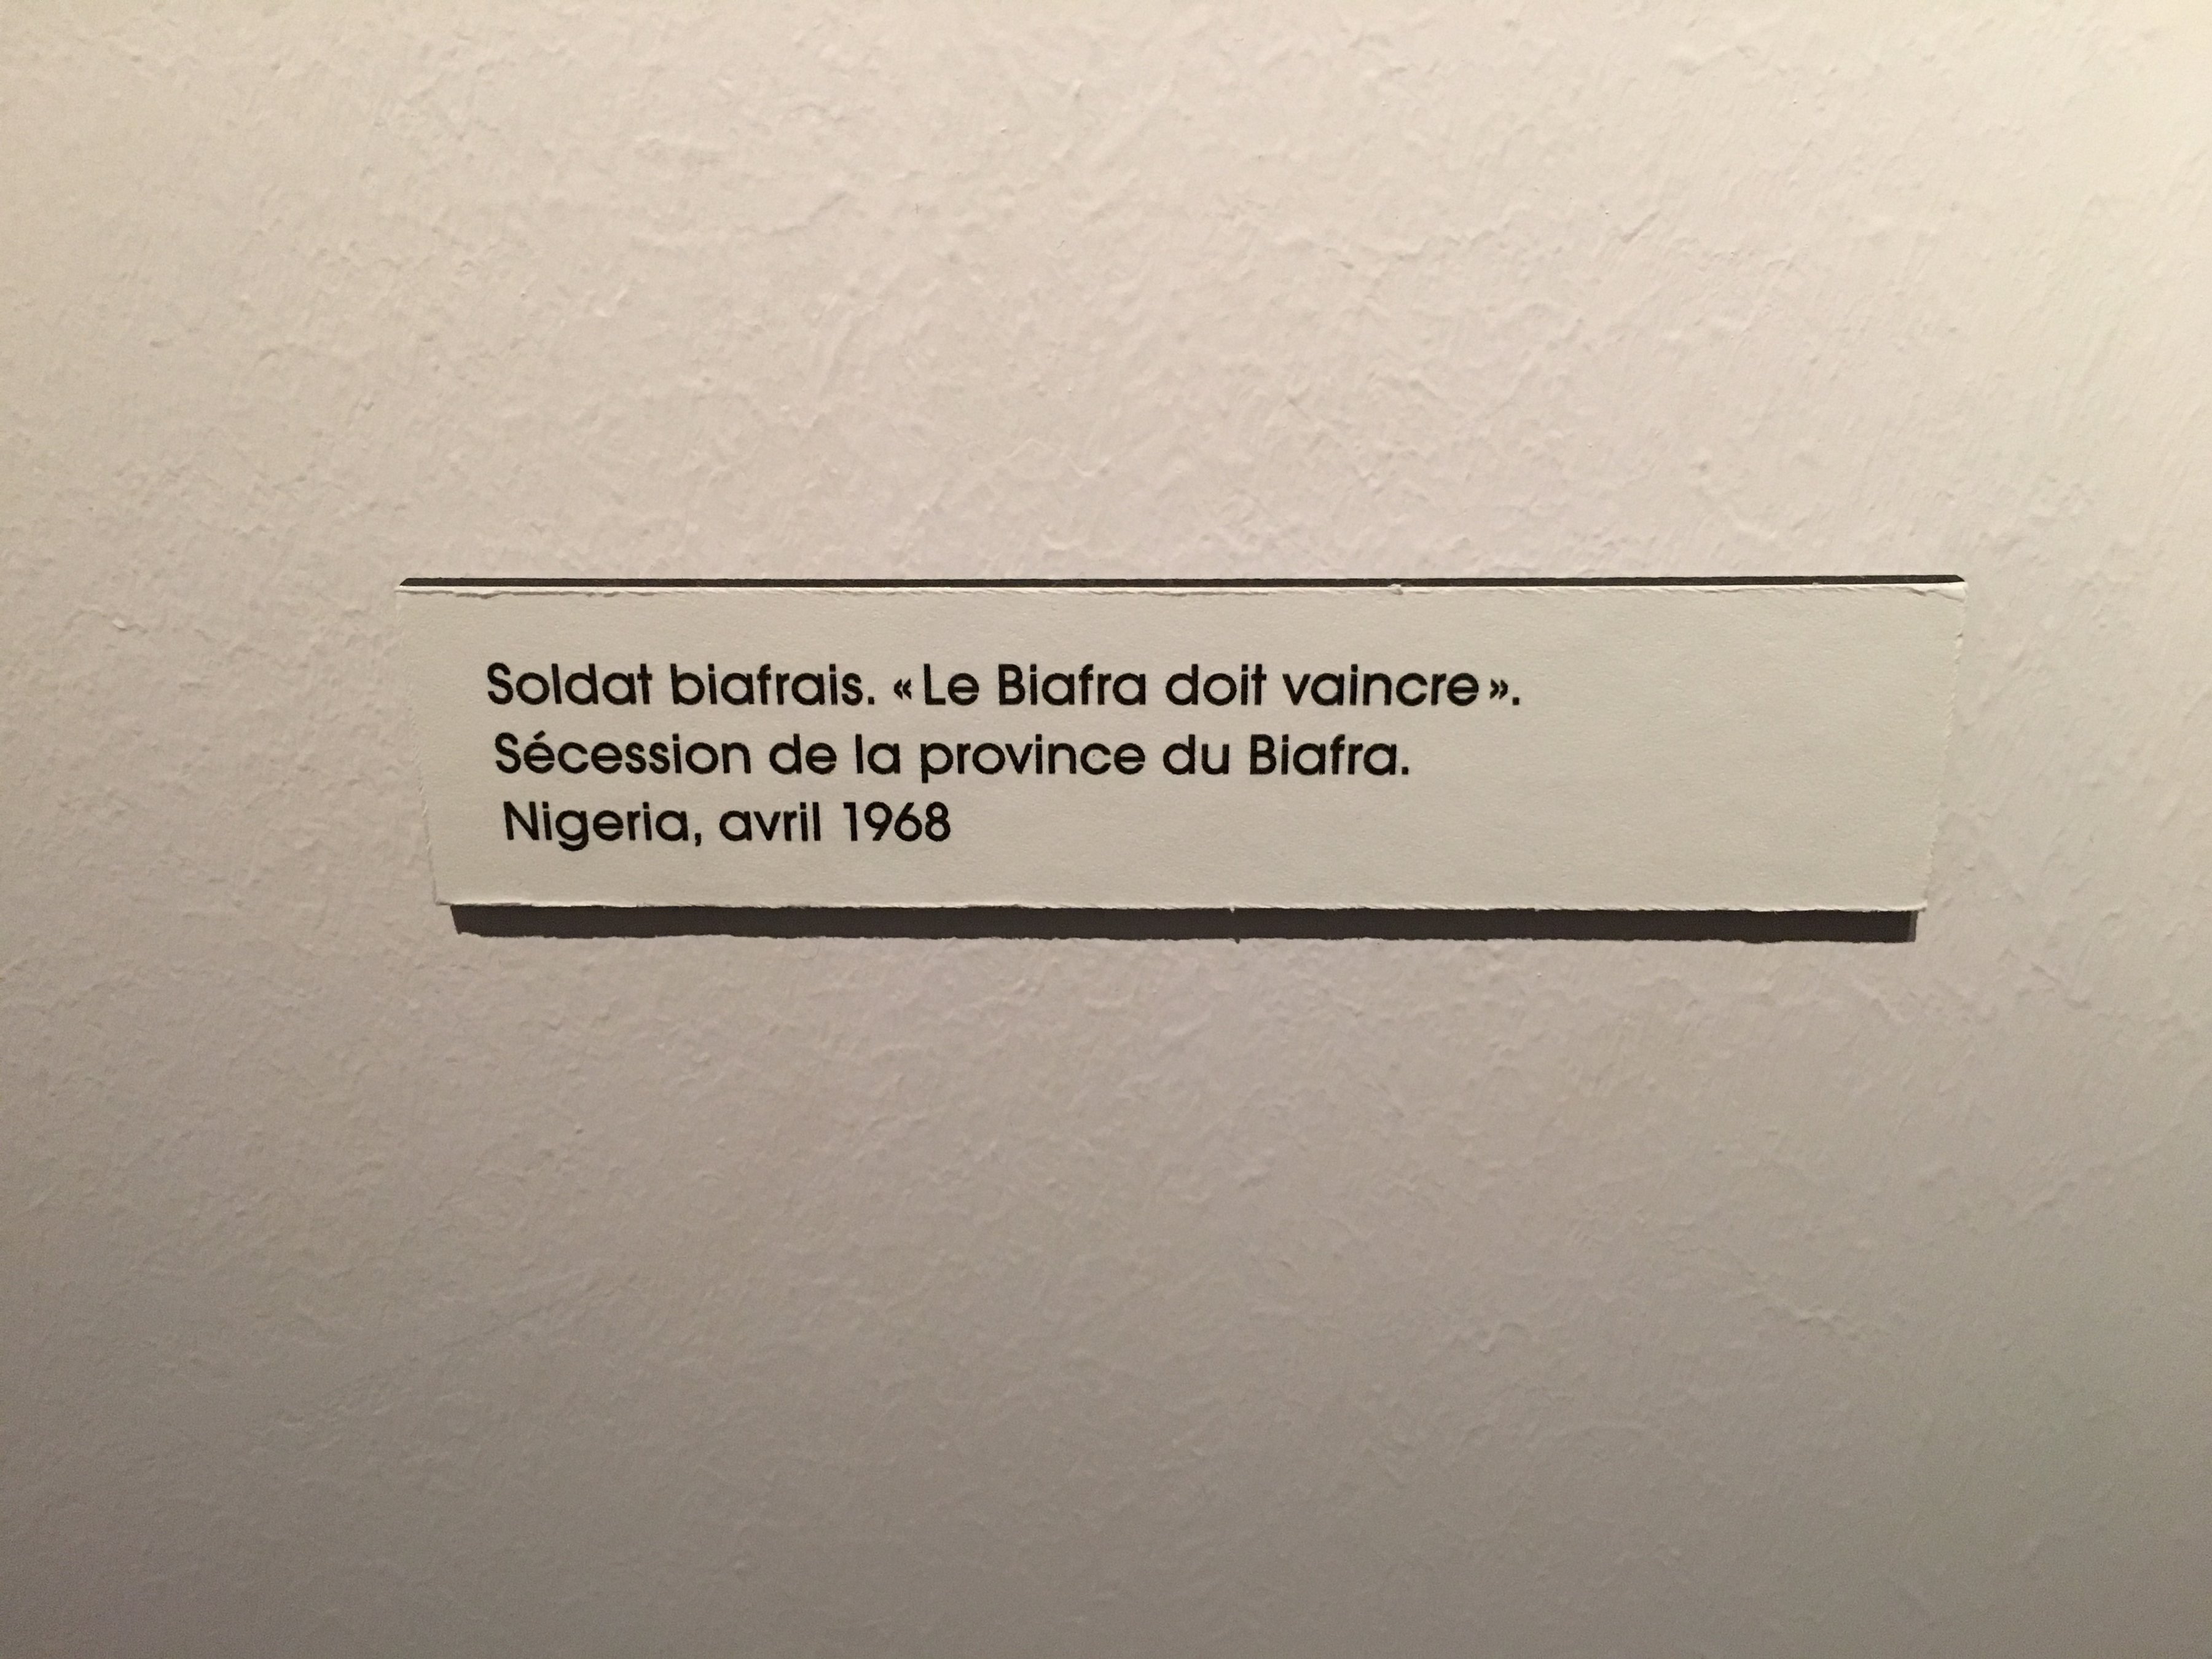 Soldat biafrais. « Le Biafra doit vaincre ».
Sécession de la province du Biafra.
Nigeria, avril 1968